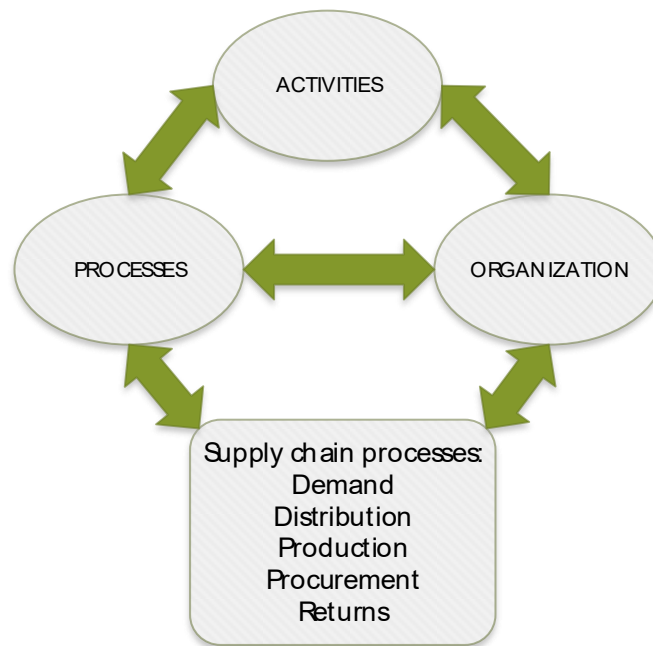 ACTIVITIES
PROCESSES
ORGANIZATION
Supply chain processes:
Demand
Distribution
Production
Procurement
Returns